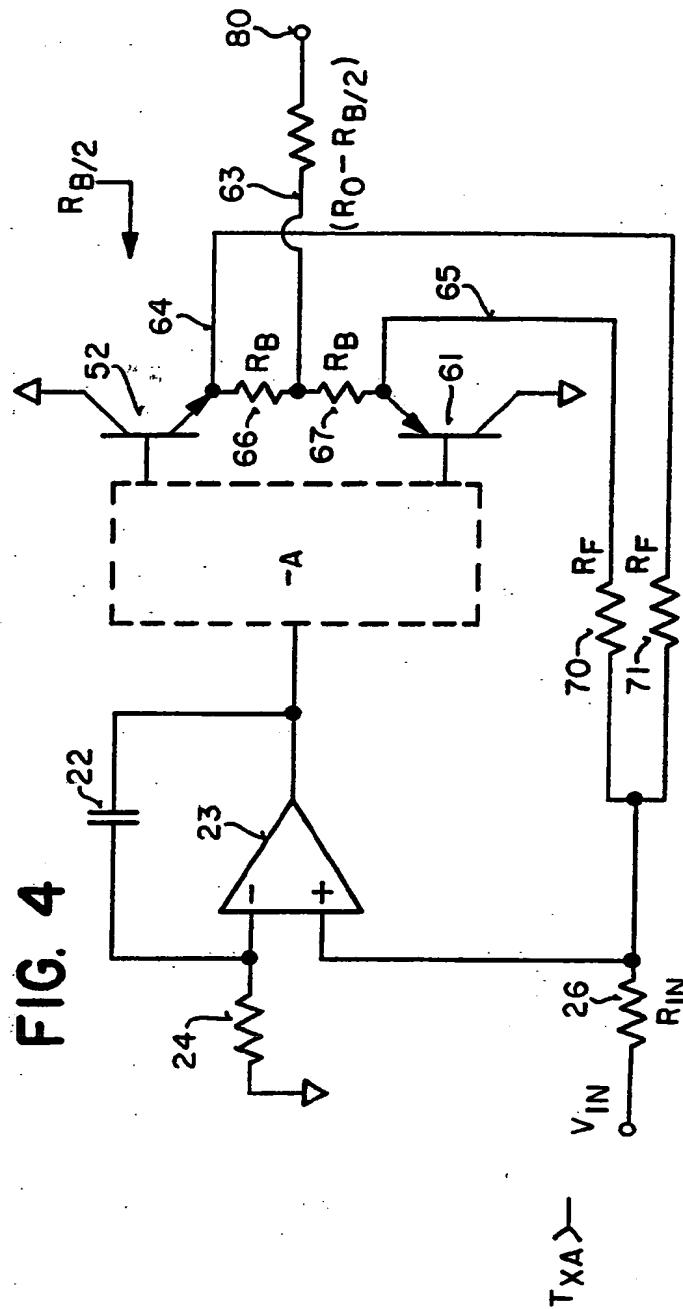 FIG. 4
22
23
24
-
+
26
R_IN
V_IN
T_XA
-A
52
R_B/2
64
66
R_B
67
R_B
63
80
(R_O - R_B/2)
61
65
70
R_F
71
R_F